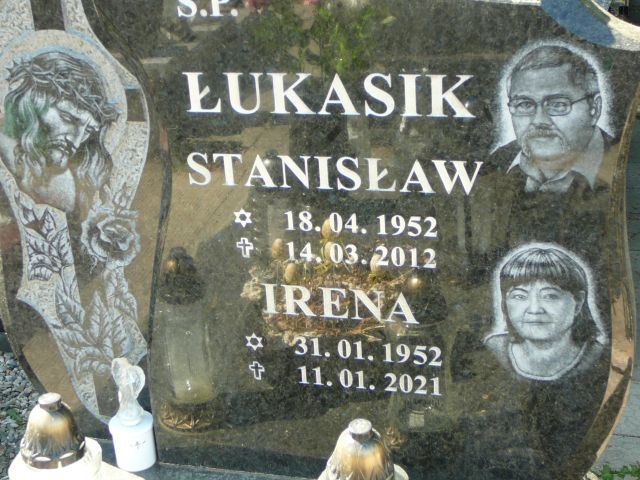 Ś.P.
ŁUKASIK
STANISŁAW
18.04.1952
14.03.2012
IRENA
31.01.1952
11.01.2021